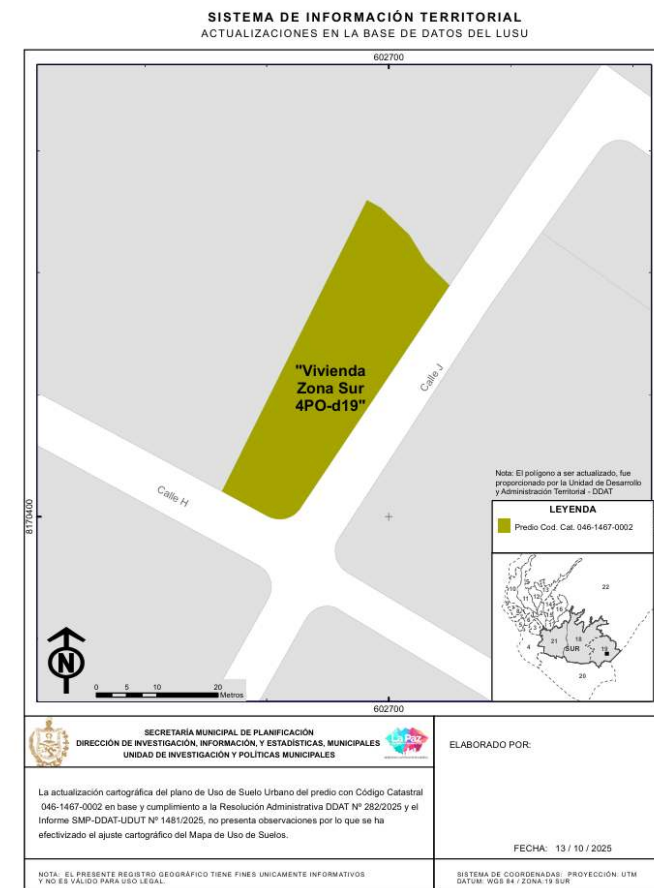 SISTEMA DE INFORMACIÓN TERRITORIAL
ACTUALIZACIONES EN LA BASE DE DATOS DEL LUSU
602700
"Vivienda
Zona Sur
4PO-d19"
Calle J
Calle H
8170400
Nota: El polígono a ser actualizado, fue
proporcionado por la Unidad de Desarrollo
y Administración Territorial - DDAT
LEYENDA
Predio Cod. Cat. 046-1467-0002
22
21
18
19
SUR
4
20
N
0 5 10 20
Metros
602700
SECRETARÍA MUNICIPAL DE PLANIFICACIÓN
DIRECCIÓN DE INVESTIGACIÓN, INFORMACIÓN, Y ESTADÍSTICAS, MUNICIPALES
UNIDAD DE INVESTIGACIÓN Y POLÍTICAS MUNICIPALES
La Paz
ELABORADO POR:
La actualización cartográfica del plano de Uso de Suelo Urbano del predio con Código Catastral
046-1467-0002 en base y cumplimiento a la Resolución Administrativa DDAT Nº 282/2025 y el
Informe SMP-DDAT-UDUT Nº 1481/2025, no presenta observaciones por lo que se ha
efectivizado el ajuste cartográfico del Mapa de Uso de Suelos.
FECHA: 13 / 10 / 2025
NOTA: EL PRESENTE REGISTRO GEOGRÁFICO TIENE FINES UNICAMENTE INFORMATIVOS
Y NO ES VÁLIDO PARA USO LEGAL.
SISTEMA DE COORDENADAS: PROYECCIÓN: UTM
DATUM: WGS 84 / ZONA:19 SUR